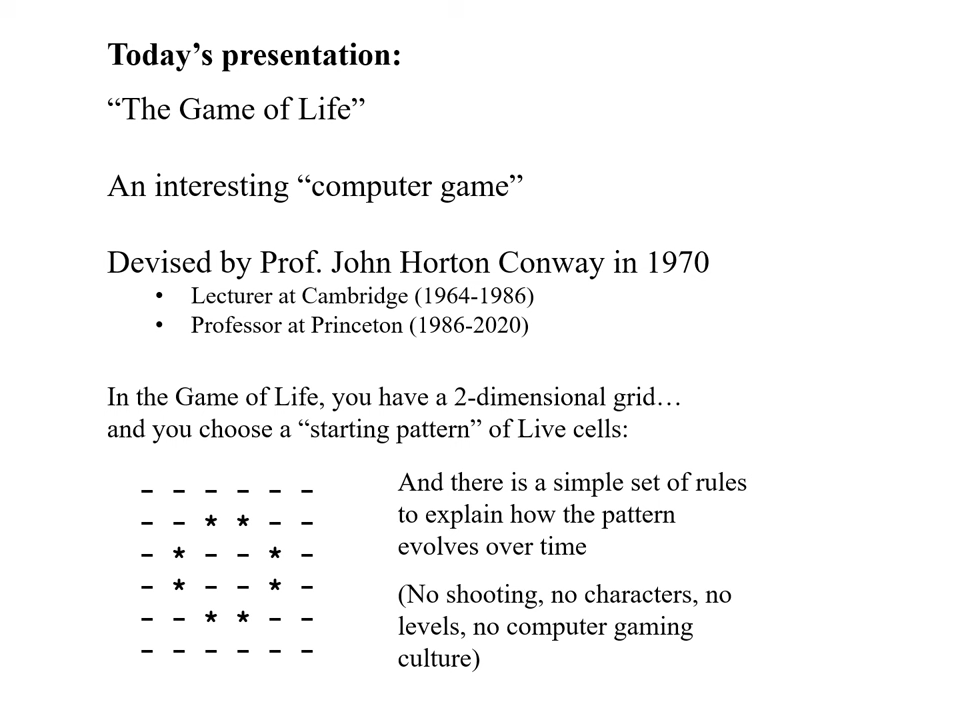 Today’s presentation:
“The Game of Life”
An interesting “computer game”
Devised by Prof. John Horton Conway in 1970
• Lecturer at Cambridge (1964-1986)
• Professor at Princeton (1986-2020)
In the Game of Life, you have a 2-dimensional grid…
and you choose a “starting pattern” of Live cells:
- - - - - -
- - * * - -
- * - - * -
- * - - * -
- - * * - -
- - - - - -
And there is a simple set of rules
to explain how the pattern
evolves over time
(No shooting, no characters, no
levels, no computer gaming
culture)